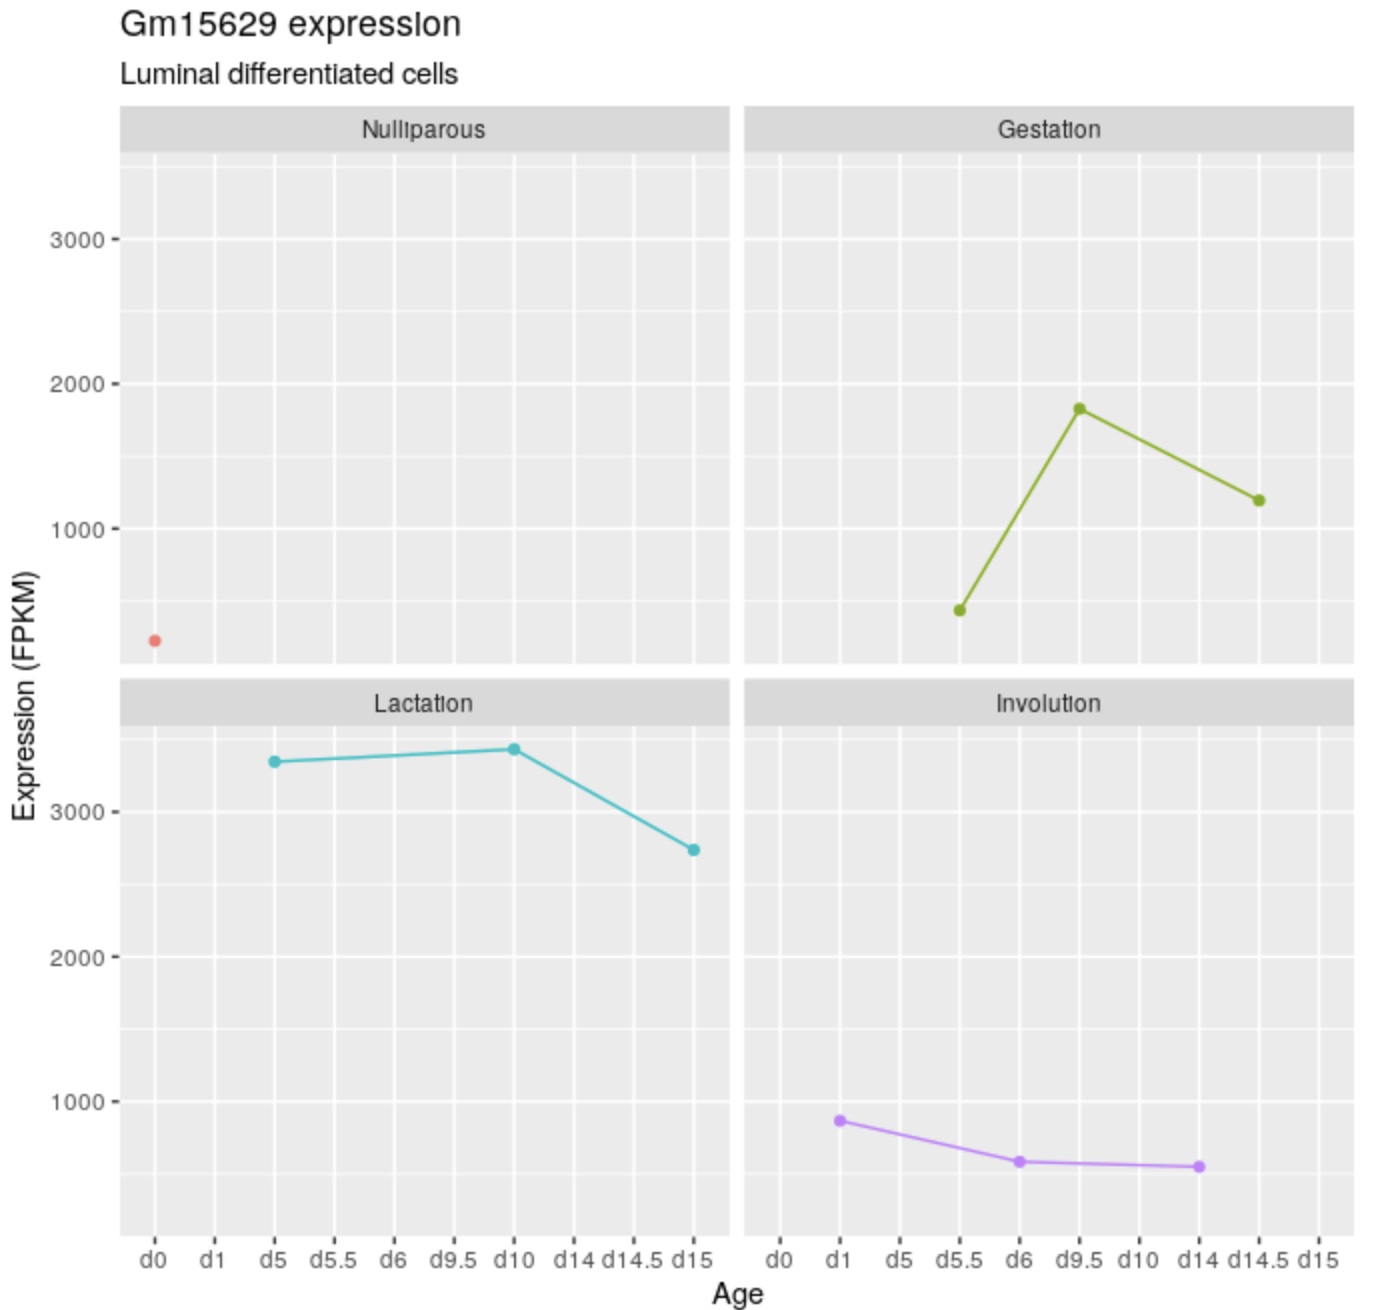 Gm15629 expression
Luminal differentiated cells
Nulliparous
Gestation
3000
2000
1000
Expression (FPKM)
Lactation
Involution
3000
2000
1000
d0 d1 d5 d5.5 d6 d9.5 d10 d14 d14.5 d15
d0 d1 d5 d5.5 d6 d9.5 d10 d14 d14.5 d15
Age